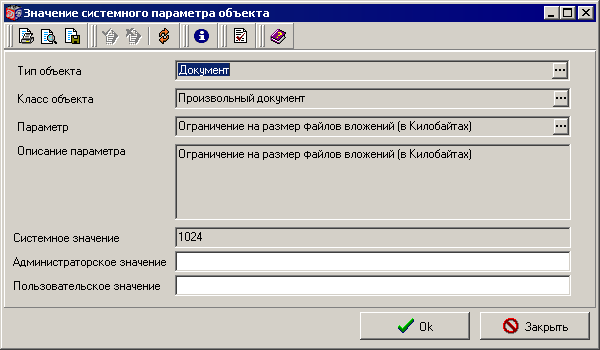 Значение системного параметра объекта
Тип объекта Документ ...
Класс объекта Произвольный документ ...
Параметр Ограничение на размер файлов вложений (в Килобайтах) ...
Описание параметра Ограничение на размер файлов вложений (в Килобайтах)
Системное значение 1024
Администраторское значение
Пользовательское значение
Ok Закрыть